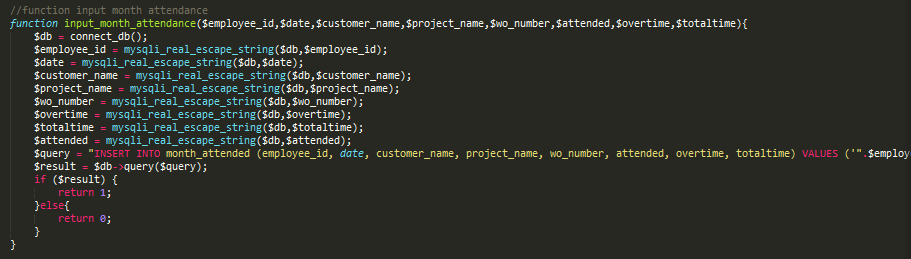 //function input month attendance
function input_month_attendance($employee_id,$date,$customer_name,$project_name,$wo_number,$attended,$overtime,$totaltime){
$db = connect_db();
$employee_id = mysqli_real_escape_string($db,$employee_id);
$date = mysqli_real_escape_string($db,$date);
$customer_name = mysqli_real_escape_string($db,$customer_name);
$project_name = mysqli_real_escape_string($db,$project_name);
$wo_number = mysqli_real_escape_string($db,$wo_number);
$overtime = mysqli_real_escape_string($db,$overtime);
$totaltime = mysqli_real_escape_string($db,$totaltime);
$attended = mysqli_real_escape_string($db,$attended);
$query = "INSERT INTO month_attended (employee_id, date, customer_name, project_name, wo_number, attended, overtime, totaltime) VALUES ('".$employ
$result = $db->query($query);
if ($result) {
return 1;
}else{
return 0;
}
}